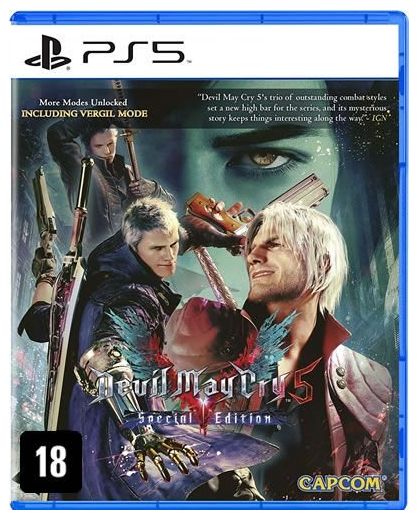 PS5
More Modes Unlocked
INCLUDING VERGIL MODE
"Devil May Cry 5's trio of outstanding combat styles
set a new high bar for the series, and its mysterious
story keeps things interesting along the way."- IGN
Devil May Cry 5
Special Edition
18
CAPCOM